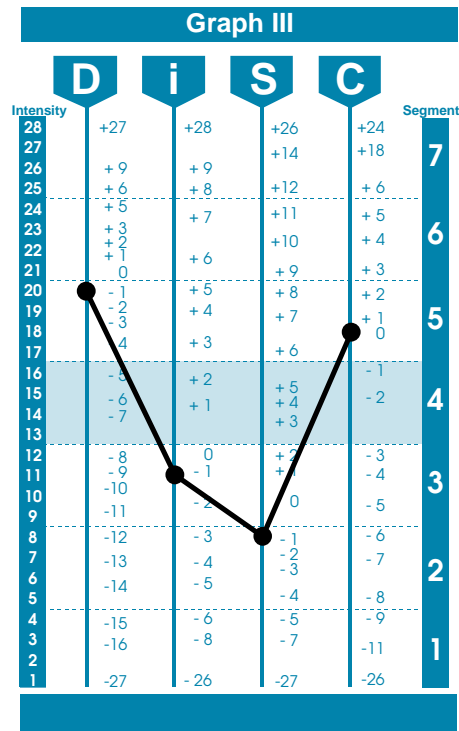 Graph III
D i S C
Intensity Segment
28 +27 +28 +26 +24
27 +14 +18 7
26 + 9 + 9
25 + 6 + 8 +12 + 6
24 + 5 + 7 +11 + 5
23 + 3 +10 + 4 6
22 + 2
+ 1 + 6
21 0 + 9 + 3
20 - 1 + 5 + 8 + 2
19 - 2 + 4 + 7 + 1 5
18 - 3 0
17 4 + 3 + 6
16 - 5 + 2 - 1
15 - 6 + 1 + 5 - 2 4
14 - 7 + 4
13 + 3
12 - 8 0 + 2 - 3
11 - 9 - 1 - 4 3
10 -10 - 2 0 - 5
9 -11
8 -12 - 3 - 1 - 6
7 -13 - 4 - 2 - 7 2
6 -14 - 5 - 3
5 - 4 - 8
4 -15 - 6 - 5 - 9
3 -16 - 8 - 7 -11 1
2
1 -27 - 26 -27 -26